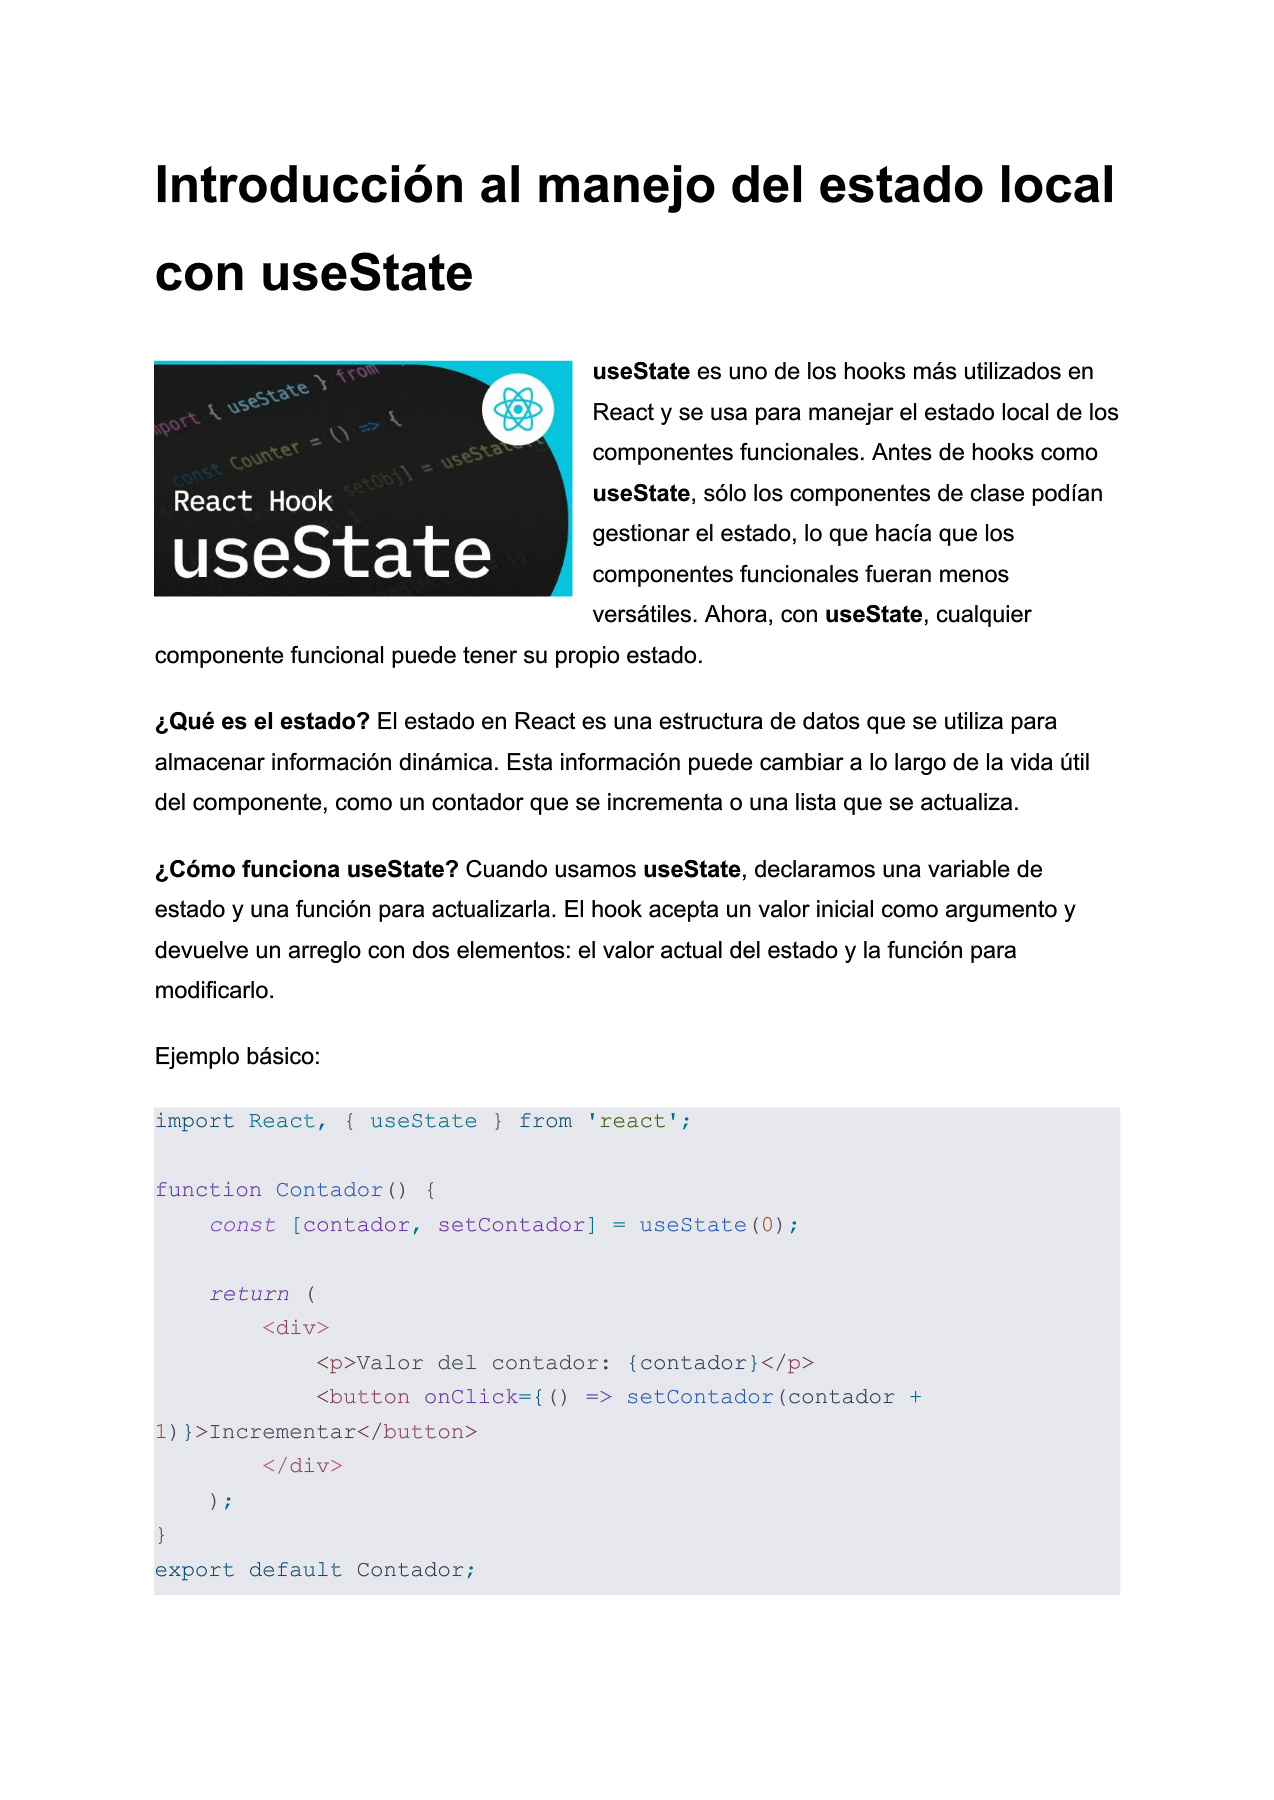 Introducción al manejo del estado local
con useState
import { useState } from
const Counter = () => {
setObj] = useState({
React Hook
useState
useState es uno de los hooks más utilizados en
React y se usa para manejar el estado local de los
componentes funcionales. Antes de hooks como
useState, sólo los componentes de clase podían
gestionar el estado, lo que hacía que los
componentes funcionales fueran menos
versátiles. Ahora, con useState, cualquier
componente funcional puede tener su propio estado.
¿Qué es el estado? El estado en React es una estructura de datos que se utiliza para
almacenar información dinámica. Esta información puede cambiar a lo largo de la vida útil
del componente, como un contador que se incrementa o una lista que se actualiza.
¿Cómo funciona useState? Cuando usamos useState, declaramos una variable de
estado y una función para actualizarla. El hook acepta un valor inicial como argumento y
devuelve un arreglo con dos elementos: el valor actual del estado y la función para
modificarlo.
Ejemplo básico:
import React, { useState } from 'react';
function Contador() {
    const [contador, setContador] = useState(0);
    return (
        <div>
            <p>Valor del contador: {contador}</p>
            <button onClick={() => setContador(contador +
1)}>Incrementar</button>
        </div>
    );
}
export default Contador;